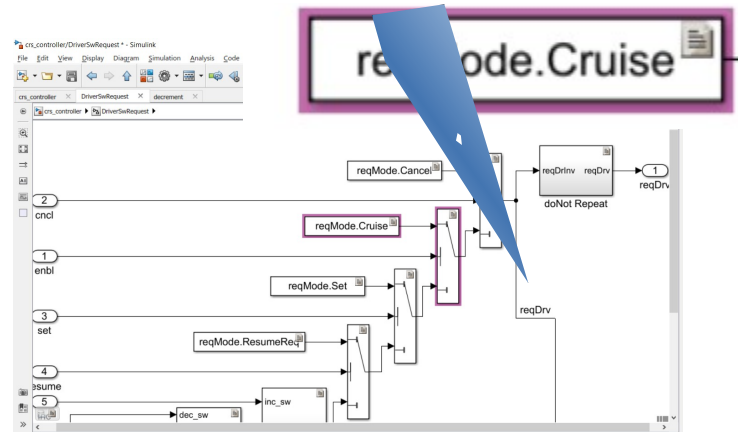 crs_controller/DriverSwRequest * - Simulink
File Edit View Display Diagram Simulation Analysis Code
crs_controller DriverSwRequest decrement
crs_controller DriverSwRequest
reqMode.Cancel
reqDrInv reqDrv
1
reqDrv
doNot Repeat
2
cncl
reqMode.Cruise
1
enbl
reqMode.Set
3
set
reqDrv
reqMode.ResumeReq
4
esume
5
inc_sw
dec_sw